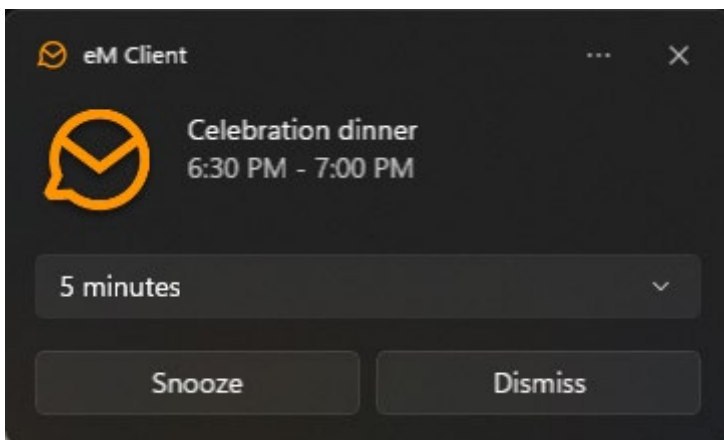 eM Client
Celebration dinner
6:30 PM - 7:00 PM
5 minutes
Snooze
Dismiss